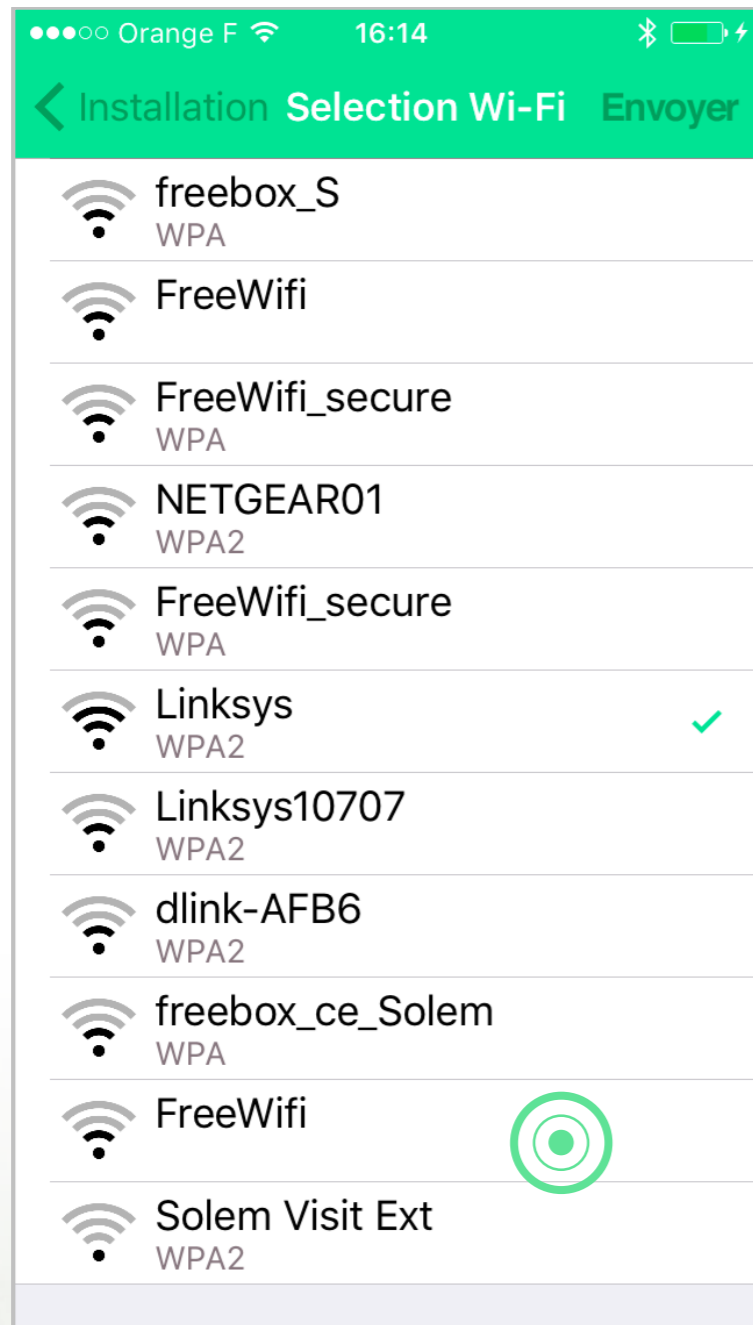 Orange F 16:14
Installation Selection Wi-Fi Envoyer
freebox_S
WPA
FreeWifi
FreeWifi_secure
WPA
NETGEAR01
WPA2
FreeWifi_secure
WPA
Linksys
WPA2
Linksys10707
WPA2
dlink-AFB6
WPA2
freebox_ce_Solem
WPA
FreeWifi
Solem Visit Ext
WPA2